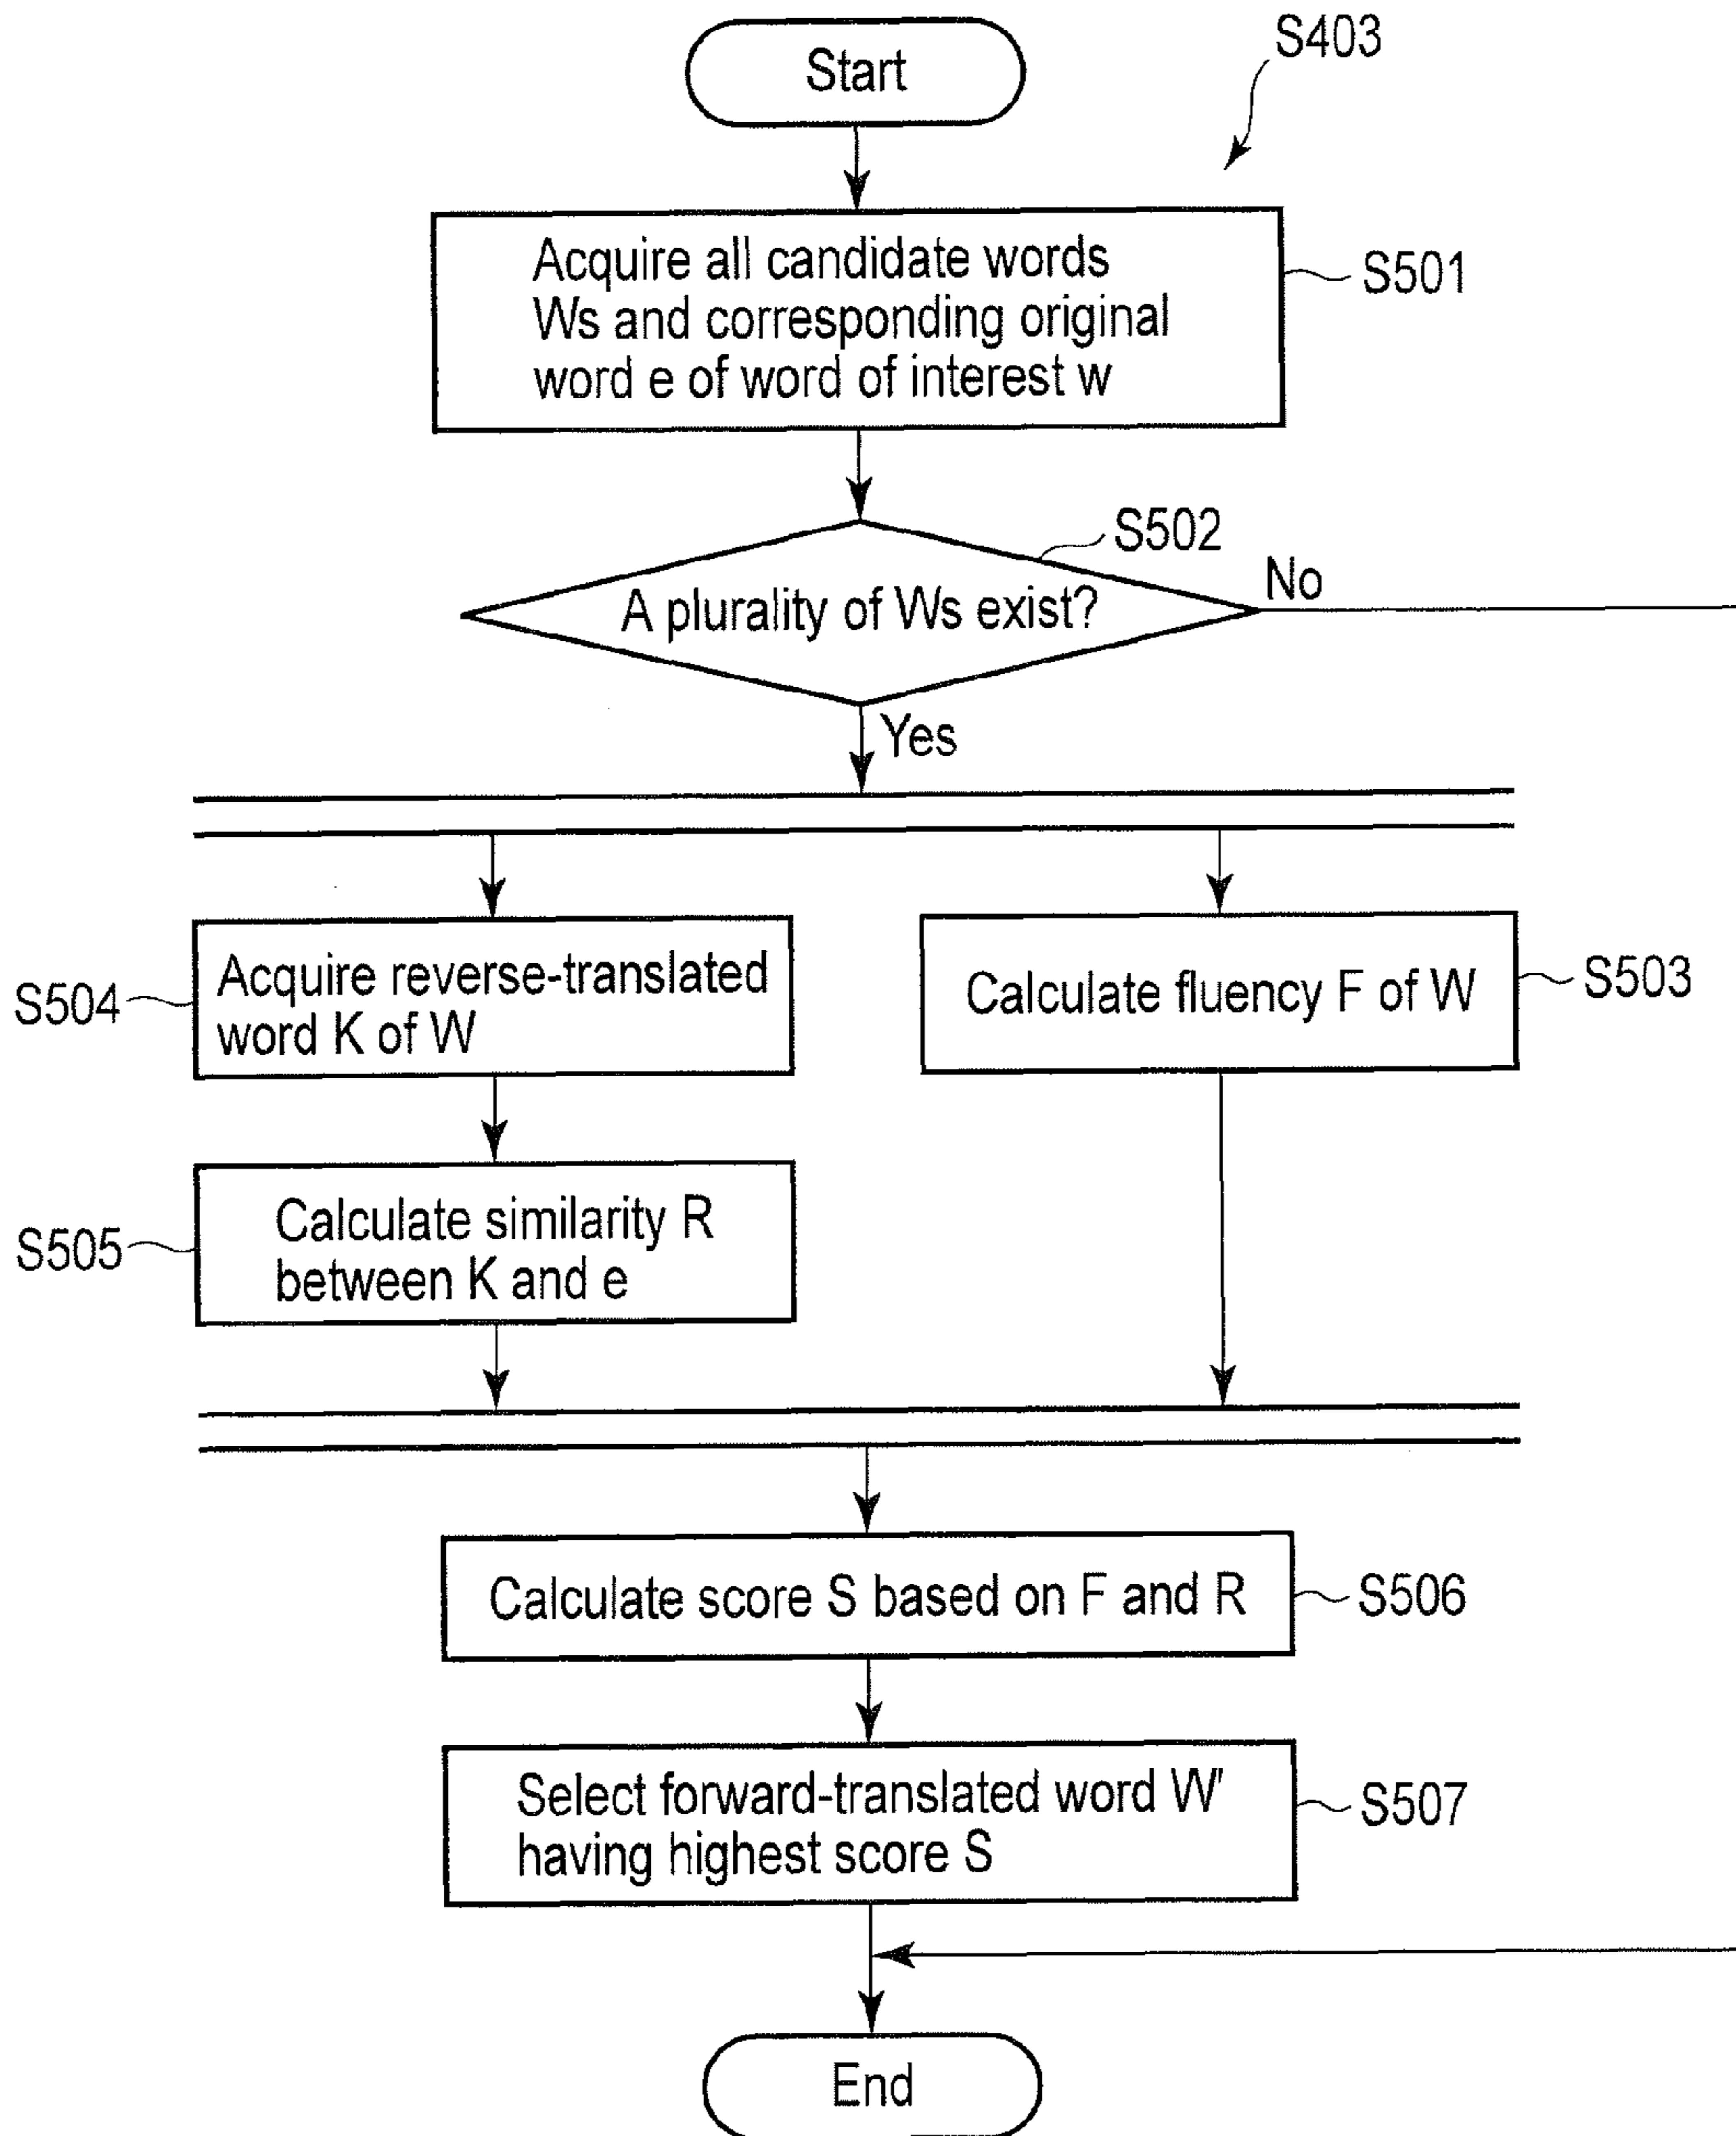 Start
S403
Acquire all candidate words
Ws and corresponding original
word e of word of interest w
S501
S502
A plurality of Ws exist?
No
Yes
S504
Acquire reverse-translated
word K of W
Calculate fluency F of W
S503
S505
Calculate similarity R
between K and e
Calculate score S based on F and R
S506
Select forward-translated word W'
having highest score S
S507
End